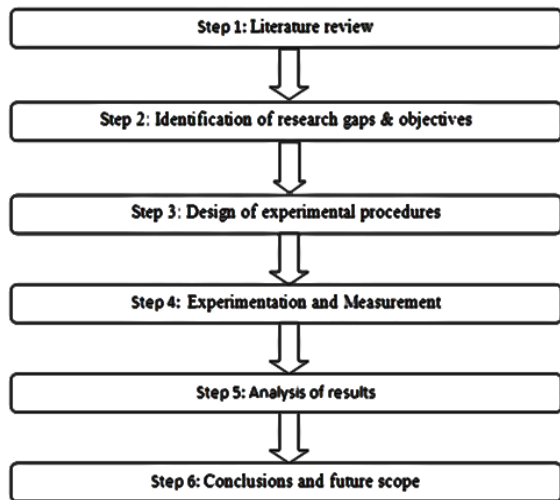 Step 1: Literature review
Step 2: Identification of research gaps & objectives
Step 3: Design of experimental procedures
Step 4: Experimentation and Measurement
Step 5: Analysis of results
Step 6: Conclusions and future scope